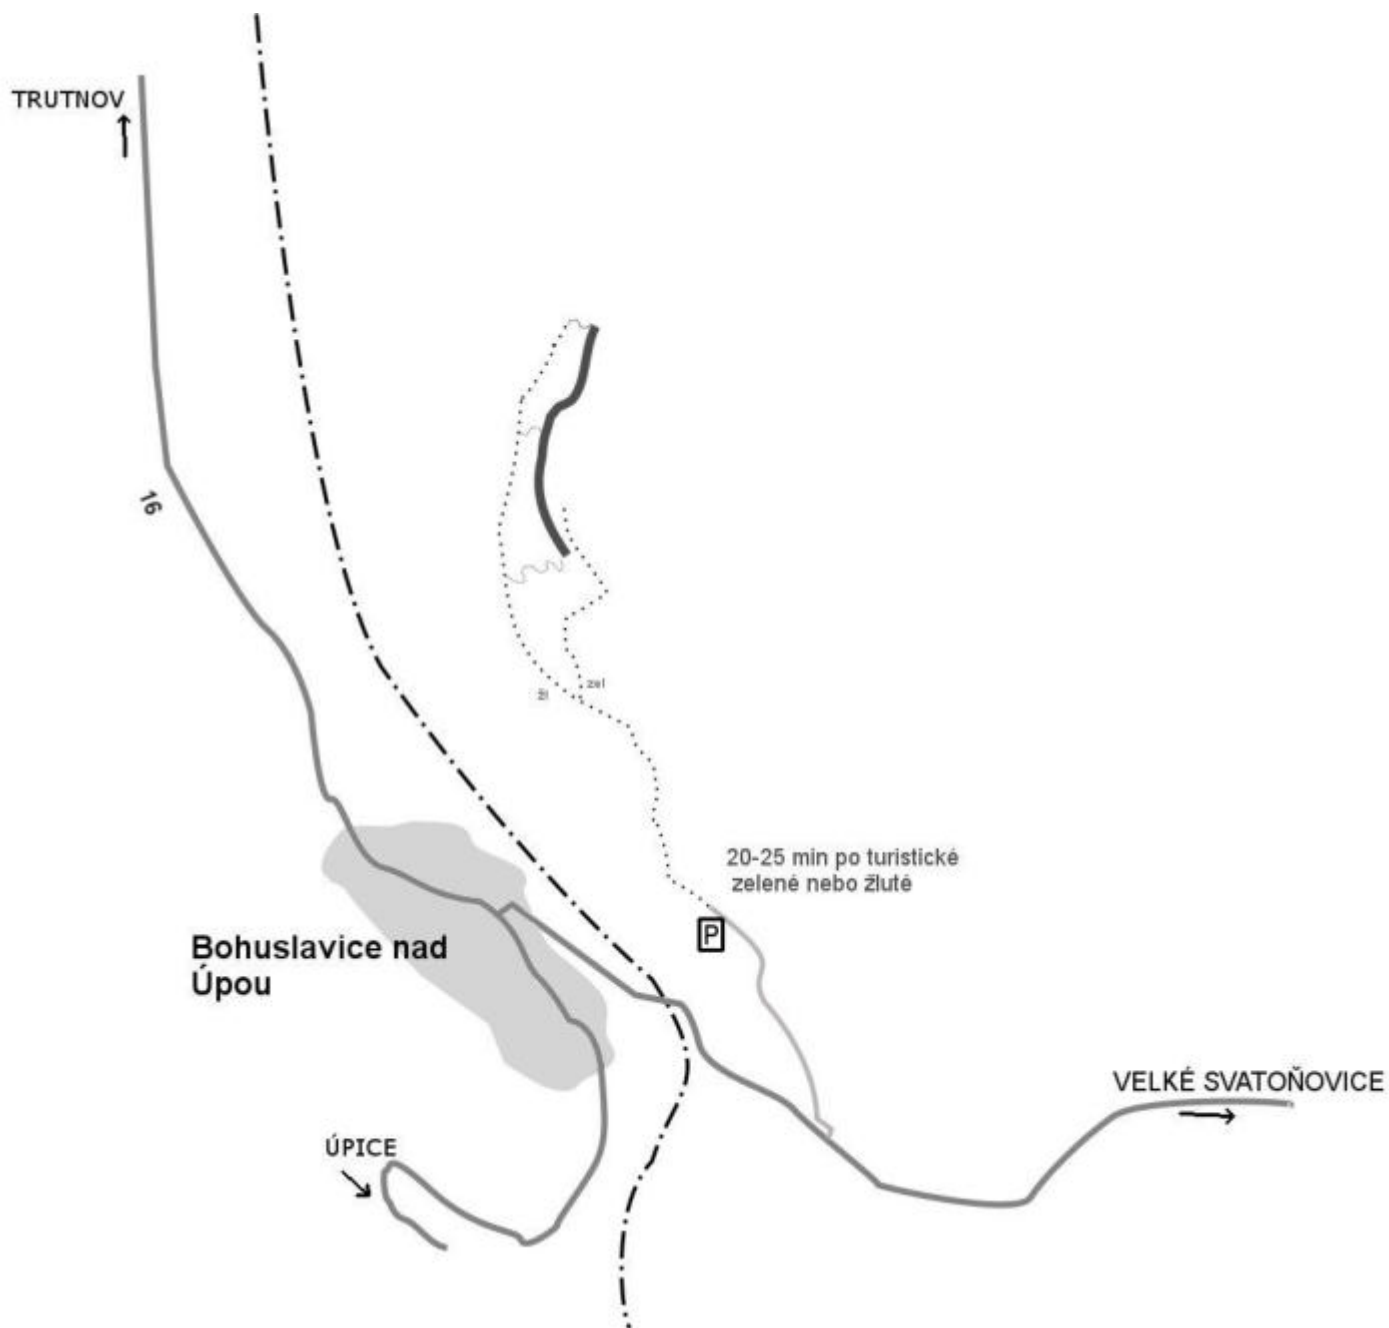 TRUTNOV
16
žl
zel
20-25 min po turistické
zelené nebo žluté
P
Bohuslavice nad
Úpou
VELKÉ SVATOŇOVICE
ÚPICE